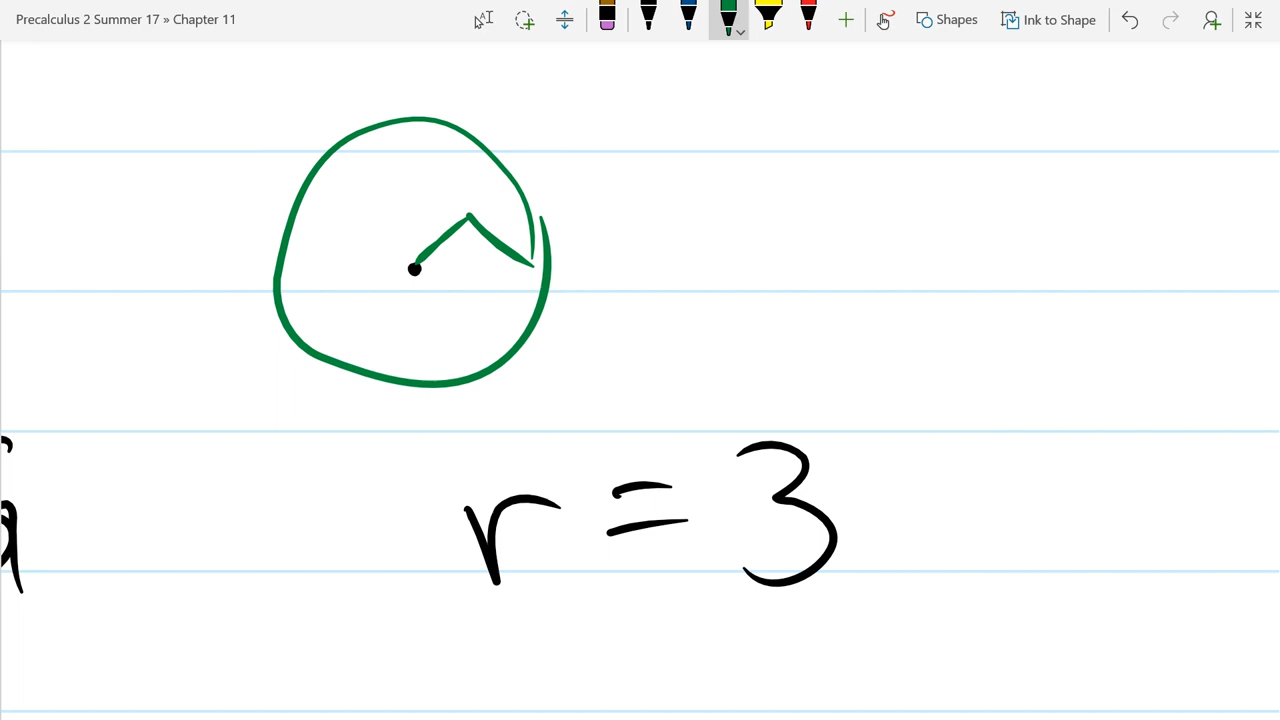 Precalculus 2 Summer 17 » Chapter 11
Shapes
Ink to Shape
r = 3